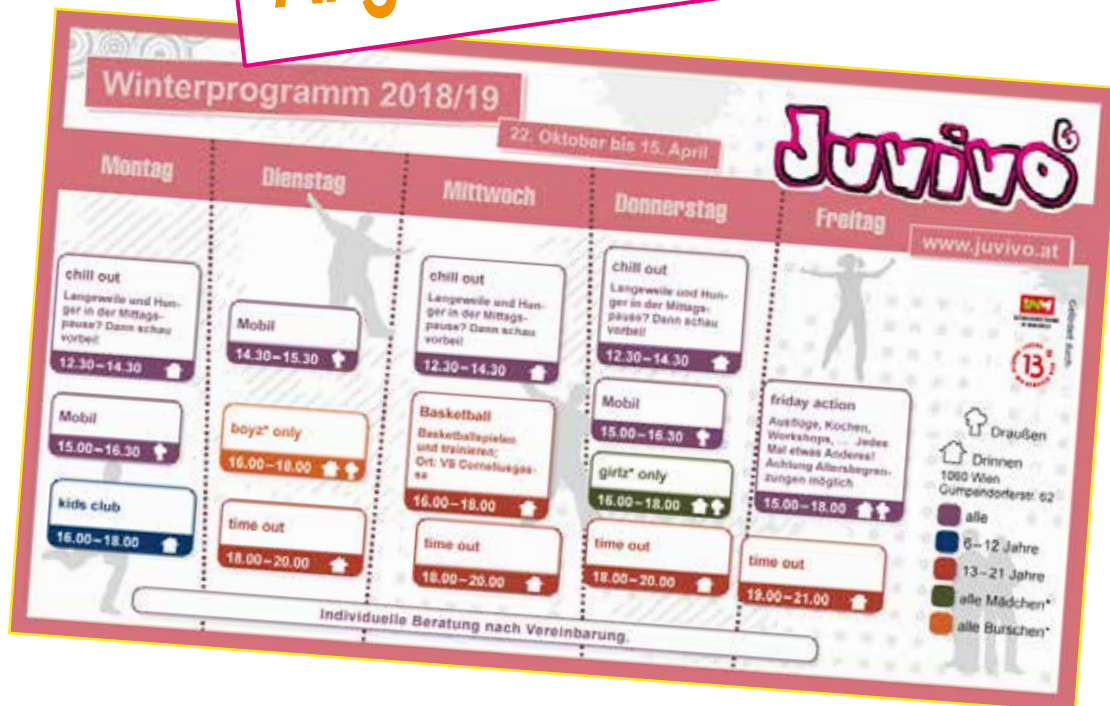 Winterprogramm 2018/19
22. Oktober bis 15. April
Juvivo
www.juvivo.at
Montag
chill out
Langeweile und Hun-
ger in der Mittags-
pause? Dann schau
vorbei!
12.30–14.30
Mobil
15.00–16.30
kids club
16.00–18.00
Dienstag
Mobil
14.30–15.30
boyz* only
16.00–18.00
time out
18.00–20.00
Mittwoch
chill out
Langeweile und Hun-
ger in der Mittags-
pause? Dann schau
vorbei!
12.30–14.30
Basketball
Basketballspielen
und trainieren;
Ort: VS Corneliusgas-
se
16.00–18.00
time out
18.00–20.00
Donnerstag
chill out
Langeweile und Hun-
ger in der Mittags-
pause? Dann schau
vorbei!
12.30–14.30
Mobil
15.00–16.30
girlz* only
16.00–18.00
time out
18.00–20.00
Freitag
friday action
Ausflüge, Kochen,
Workshops, ... Jedes
Mal etwas Anderes!
Achtung Altersbegren-
zungen möglich
15.00–18.00
time out
19.00–21.00
13
Draußen
Drinnen
1060 Wien
Gumpendorferstr. 62
alle
6–12 Jahre
13–21 Jahre
alle Mädchen*
alle Burschen*
Individuelle Beratung nach Vereinbarung.